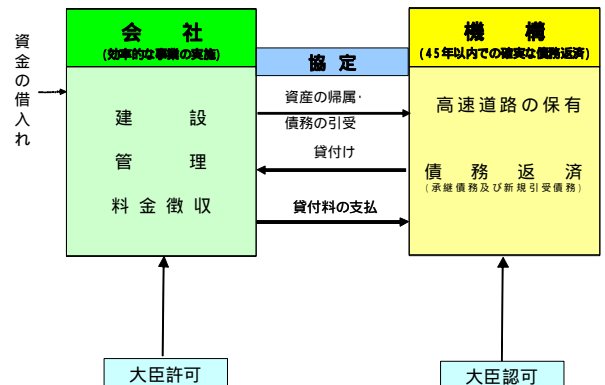 資金の借入れ
会社
(効率的な事業の実施)
建設
管理
料金徴収
協定
資産の帰属・
債務の引受
貸付け
貸付料の支払
機構
(45年以内での確実な債務返済)
高速道路の保有
債務返済
(承継債務及び新規引受債務)
大臣許可
大臣認可